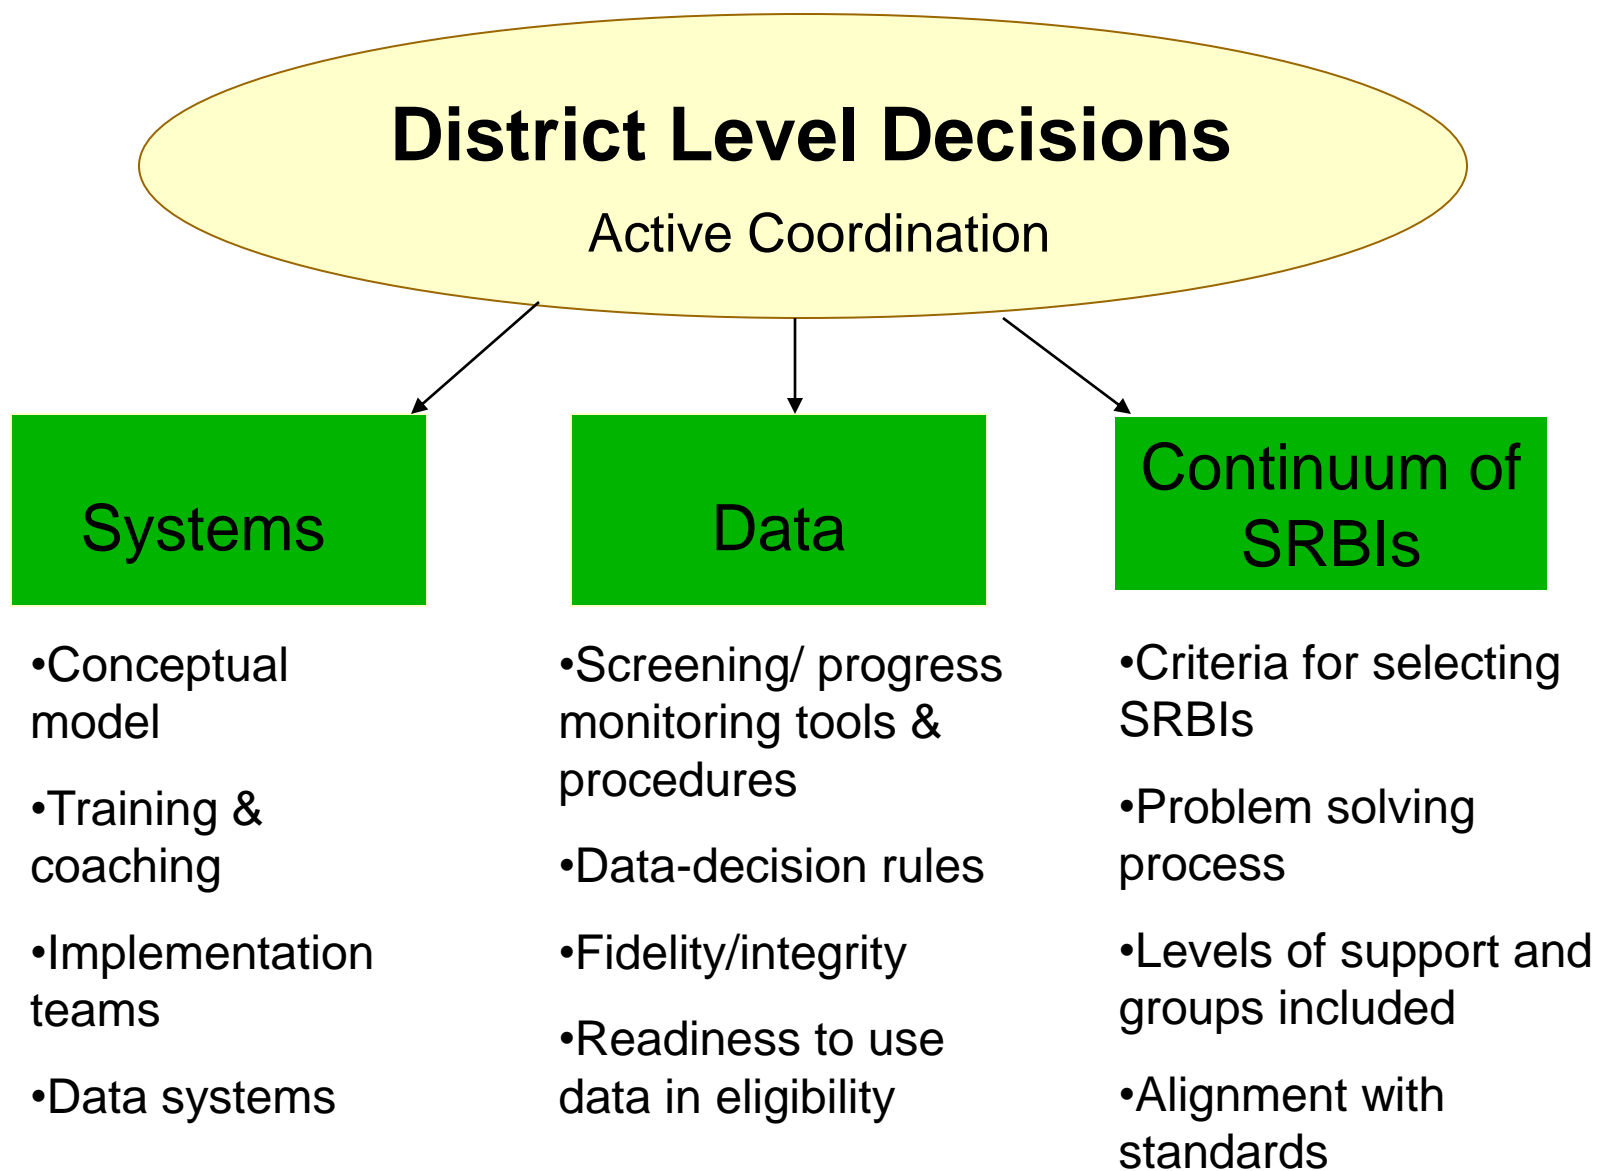 District Level Decisions
Active Coordination
Systems
•Conceptual
model
•Training &
coaching
•Implementation
teams
•Data systems
Data
•Screening/ progress
monitoring tools &
procedures
•Data-decision rules
•Fidelity/integrity
•Readiness to use
data in eligibility
Continuum of
SRBIs
•Criteria for selecting
SRBIs
•Problem solving
process
•Levels of support and
groups included
•Alignment with
standards